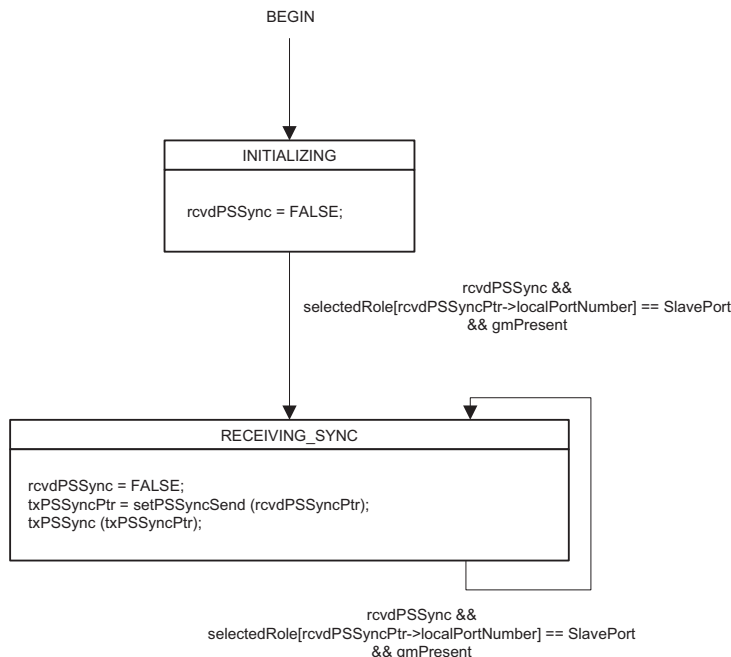 BEGIN
INITIALIZING
rcvdPSSync = FALSE;
rcvdPSSync &&
selectedRole[rcvdPSSyncPtr->localPortNumber] == SlavePort
&& gmPresent
RECEIVING_SYNC
rcvdPSSync = FALSE;
txPSSyncPtr = setPSSyncSend (rcvdPSSyncPtr);
txPSSync (txPSSyncPtr);
rcvdPSSync &&
selectedRole[rcvdPSSyncPtr->localPortNumber] == SlavePort
&& gmPresent